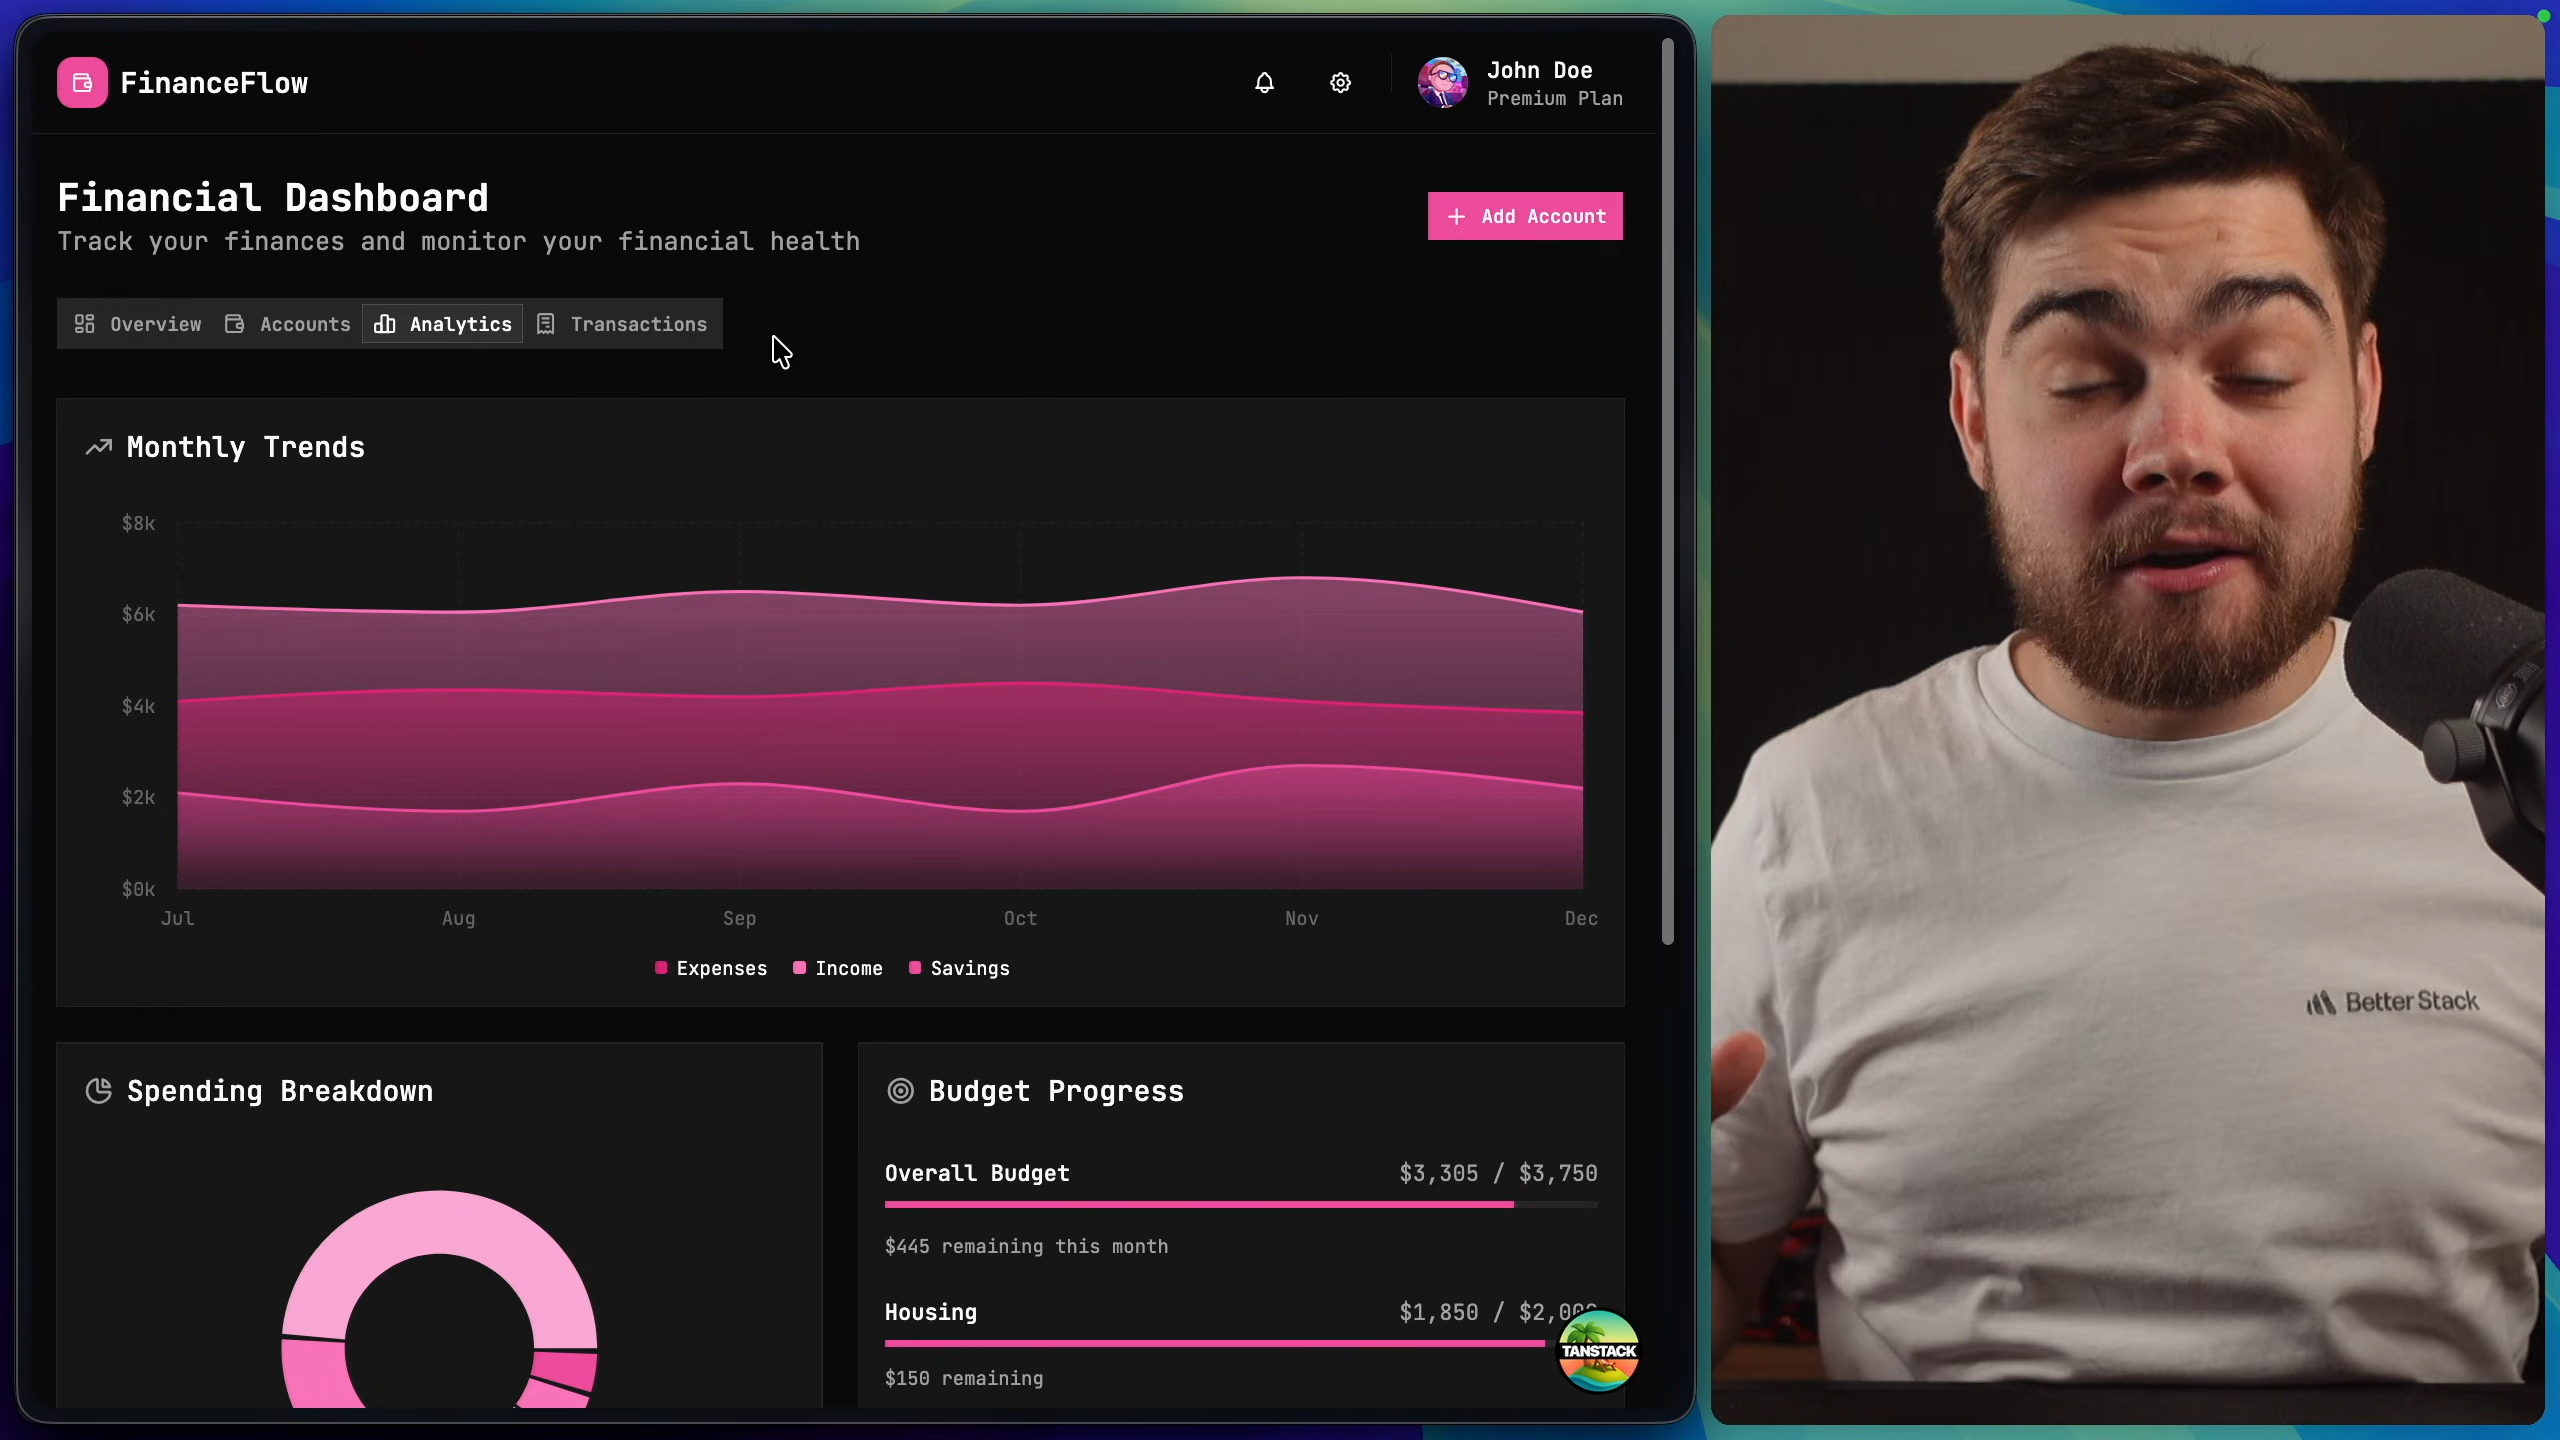 FinanceFlow
John Doe
Premium Plan
Financial Dashboard
Track your finances and monitor your financial health
+ Add Account
Overview
Accounts
Analytics
Transactions
Monthly Trends
$8k
$6k
$4k
$2k
$0k
Jul
Aug
Sep
Oct
Nov
Dec
Expenses
Income
Savings
Spending Breakdown
Budget Progress
Overall Budget
$3,305 / $3,750
$445 remaining this month
Housing
$1,850 / $2,000
$150 remaining
TANSTACK
Better Stack